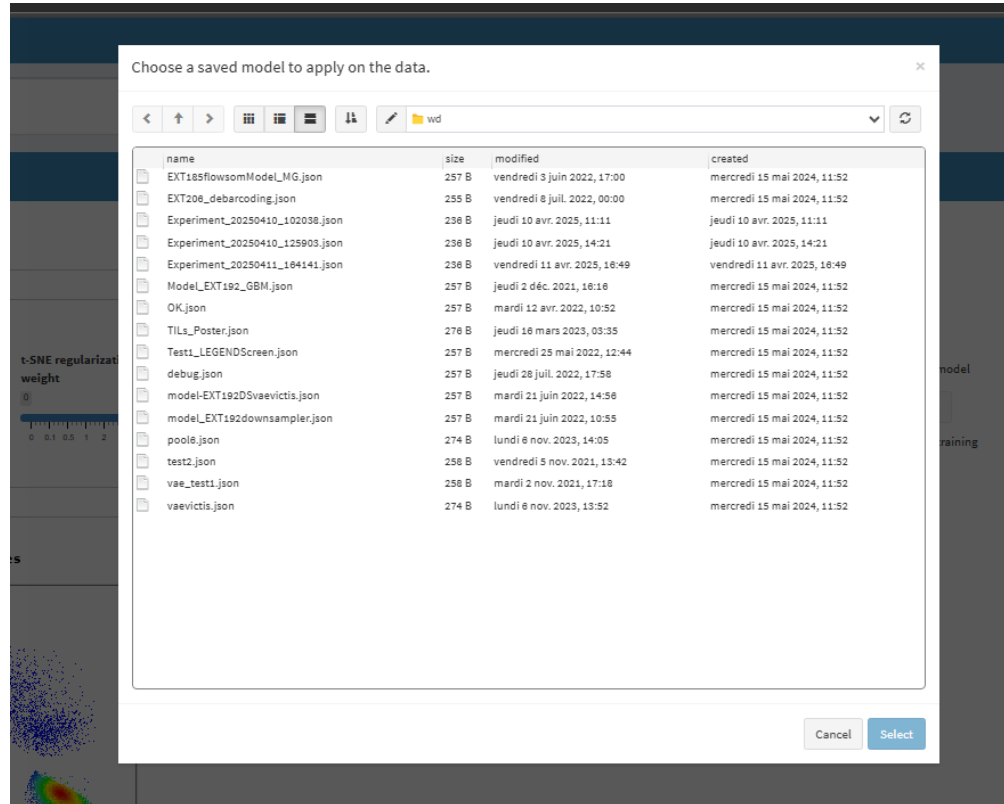 Choose a saved model to apply on the data.
×
wd
name size modified created
EXT185flowsomModel_MG.json 257 B vendredi 3 juin 2022, 17:00 mercredi 15 mai 2024, 11:52
EXT206_debarcoding.json 255 B vendredi 8 juil. 2022, 00:00 mercredi 15 mai 2024, 11:52
Experiment_20250410_102038.json 236 B jeudi 10 avr. 2025, 11:11 jeudi 10 avr. 2025, 11:11
Experiment_20250410_125903.json 236 B jeudi 10 avr. 2025, 14:21 jeudi 10 avr. 2025, 14:21
Experiment_20250411_164141.json 236 B vendredi 11 avr. 2025, 16:49 vendredi 11 avr. 2025, 16:49
Model_EXT192_GBM.json 257 B jeudi 2 déc. 2021, 16:16 mercredi 15 mai 2024, 11:52
OK.json 257 B mardi 12 avr. 2022, 10:52 mercredi 15 mai 2024, 11:52
TILs_Poster.json 276 B jeudi 16 mars 2023, 03:35 mercredi 15 mai 2024, 11:52
Test1_LEGENDScreen.json 257 B mercredi 25 mai 2022, 12:44 mercredi 15 mai 2024, 11:52
debug.json 257 B jeudi 28 juil. 2022, 17:58 mercredi 15 mai 2024, 11:52
model-EXT192DSvaevictis.json 257 B mardi 21 juin 2022, 14:56 mercredi 15 mai 2024, 11:52
model_EXT192downsampler.json 257 B mardi 21 juin 2022, 10:55 mercredi 15 mai 2024, 11:52
pool6.json 274 B lundi 6 nov. 2023, 14:05 mercredi 15 mai 2024, 11:52
test2.json 258 B vendredi 5 nov. 2021, 13:42 mercredi 15 mai 2024, 11:52
vae_test1.json 258 B mardi 2 nov. 2021, 17:18 mercredi 15 mai 2024, 11:52
vaevictis.json 274 B lundi 6 nov. 2023, 13:52 mercredi 15 mai 2024, 11:52
Cancel Select
t-SNE regularizati
weight
0
0 0.1 0.5 1 2
model
training
es